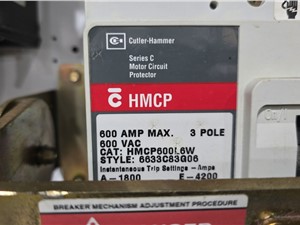 Cutler-Hammer
Series C
Motor Circuit
Protector
HMCP
600 AMP MAX. 3 POLE
600 VAC
CAT: HMCP600L6W
STYLE: 6633C83G06
Instantaneous Trip Settings - Amps
A-1800 E-4200
BREAKER MECHANISM ADJUSTMENT PROCEDURE